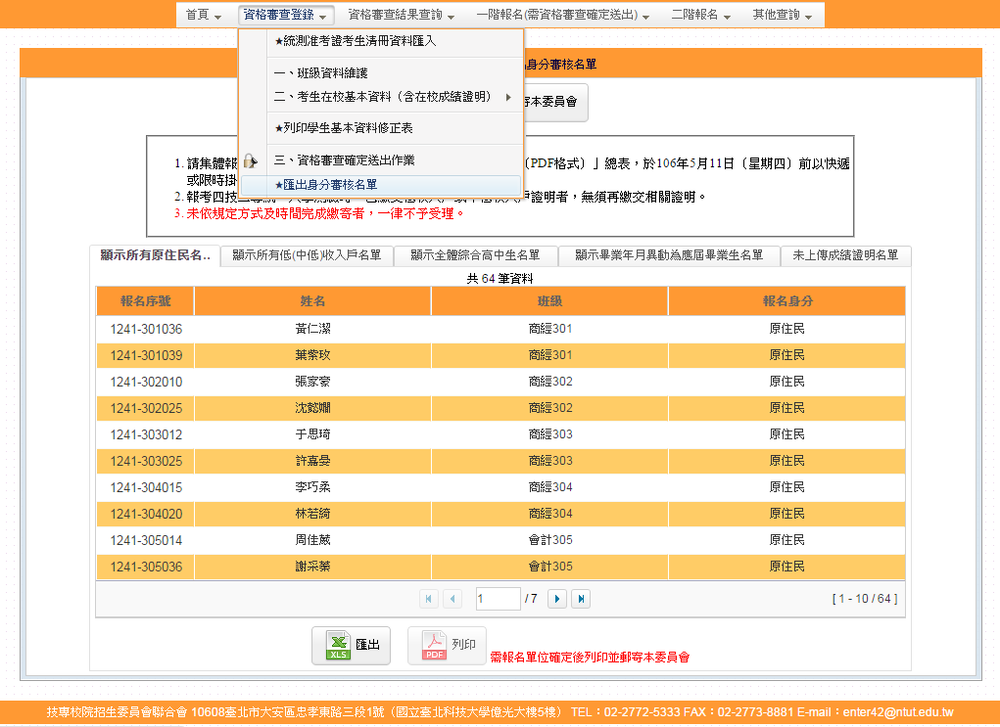 首頁 資格審查登錄 資格審查結果查詢 一階報名(需資格審查確定送出) 二階報名 其他查詢
★統測准考證考生清冊資料匯入
一、班級資料維護
二、考生在校基本資料（含在校成績證明）
★列印學生基本資料修正表
三、資格審查確定送出作業
★匯出身分審核名單
身分審核名單
寄本委員會
1. 請集體報
〔PDF格式〕」總表，於106年5月11日〔星期四〕前以快遞
或限時掛
2. 報考四技
證明者，無須再繳交相關證明。
3. 未依規定方式及時間完成繳寄者，一律不予受理。
顯示所有原住民名.. 顯示所有低(中低)收入戶名單 顯示全體綜合高中生名單 顯示畢業年月異動為應屆畢業生名單 未上傳成績證明名單
共 64 筆資料
報名序號 姓名 班級 報名身分
1241-301036 黃仁潔 商經301 原住民
1241-301039 葉紫玫 商經301 原住民
1241-302010 張家豪 商經302 原住民
1241-302025 沈懿嫺 商經302 原住民
1241-303012 于思琦 商經303 原住民
1241-303025 許嘉晏 商經303 原住民
1241-304015 李巧柔 商經304 原住民
1241-304020 林若綺 商經304 原住民
1241-305014 周佳葳 會計305 原住民
1241-305036 謝采蓁 會計305 原住民
1 / 7 [ 1 - 10 / 64 ]
XLS 匯出 PDF 列印 需報名單位確定後列印並郵寄本委員會
技專校院招生委員會聯合會 10608臺北市大安區忠孝東路三段1號（國立臺北科技大學億光大樓5樓） TEL：02-2772-5333 FAX：02-2773-8881 E-mail：enter42@ntut.edu.tw